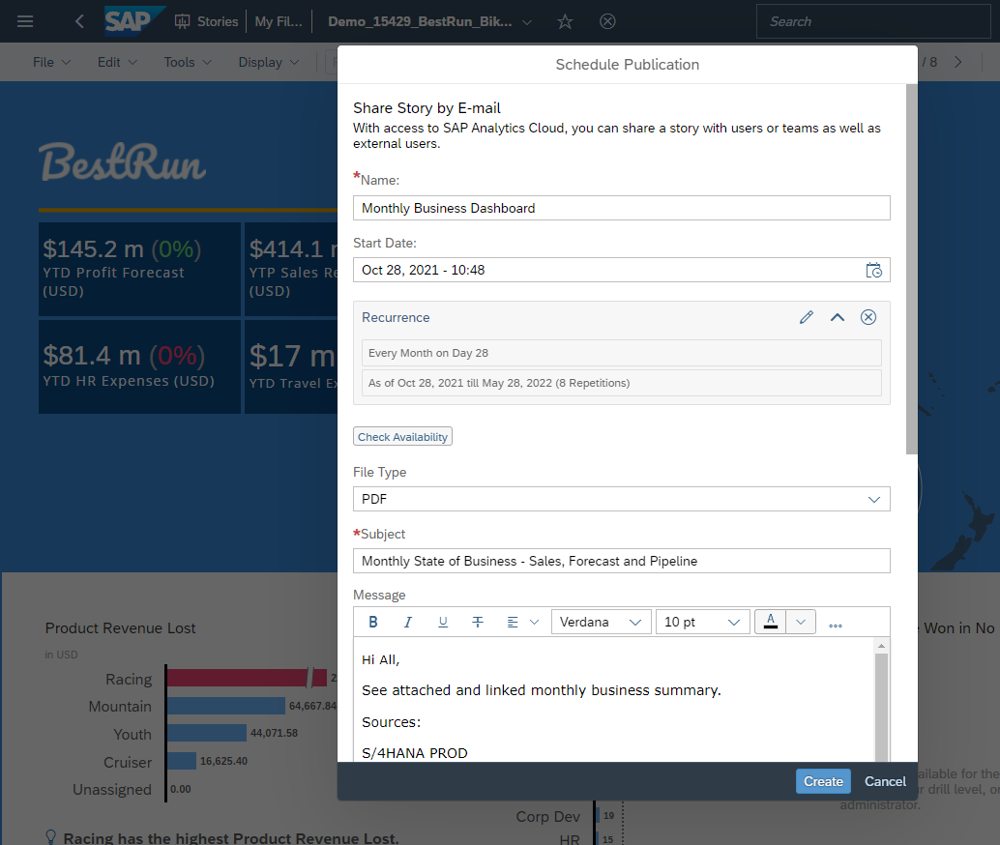 SAP Stories My Fil... Demo_15429_BestRun_Bik... Search
File Edit Tools Display / 8
Schedule Publication
Share Story by E-mail
With access to SAP Analytics Cloud, you can share a story with users or teams as well as
external users.
*Name:
Monthly Business Dashboard
Start Date:
Oct 28, 2021 - 10:48
Recurrence
Every Month on Day 28
As of Oct 28, 2021 till May 28, 2022 (8 Repetitions)
Check Availability
File Type
PDF
*Subject
Monthly State of Business - Sales, Forecast and Pipeline
Message
B I U T Verdana 10 pt A ...
Hi All,
See attached and linked monthly business summary.
Sources:
S/4HANA PROD
Create Cancel
BestRun
$145.2 m (0%)
YTD Profit Forecast
(USD)
$414.1
YTP Sales Re
(USD)
$81.4 m (0%)
YTD HR Expenses (USD)
$17 m
YTD Travel Ex
Product Revenue Lost
in USD
Racing 2
Mountain 64,667.84
Youth 44,071.58
Cruiser 16,625.40
Unassigned 0.00
Racing has the highest Product Revenue Lost.
Won in No
ailable for the
r drill level, o
administrator.
Corp Dev 19
HR 15